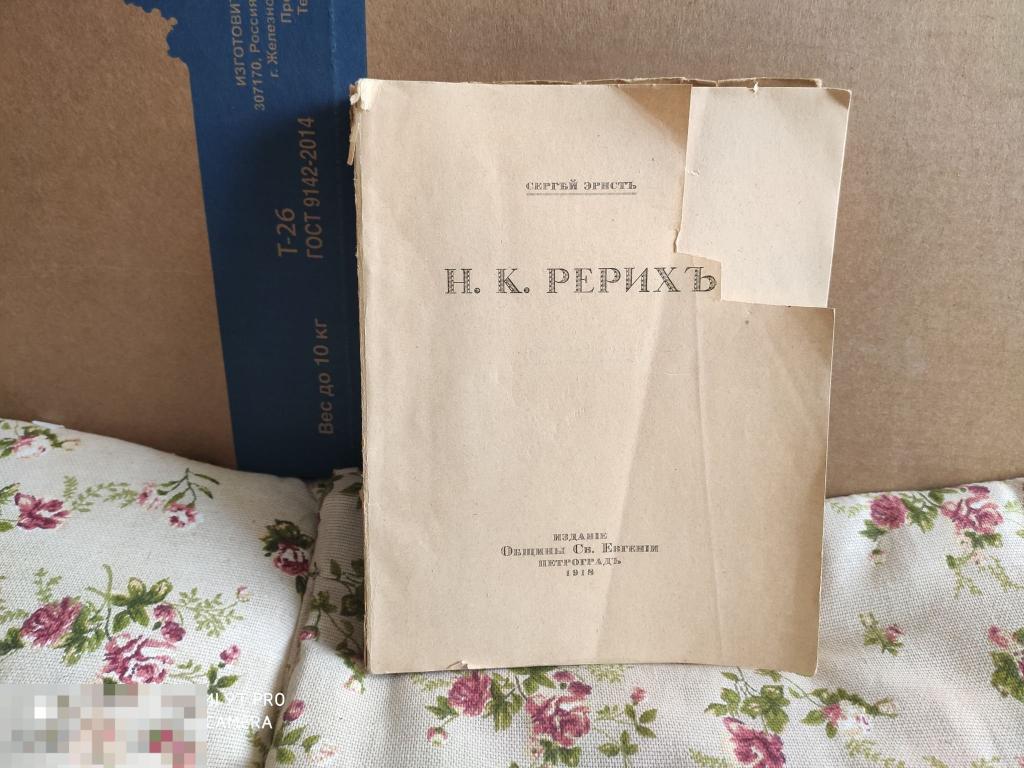 ИЗГОТОВИТ
307170, Россия
г. Железно
Т-26
ГОСТ 9142-2014
Вес до 10 кг
СЕРГѢЙ ЭРНСТЪ
Н. К. РЕРИХЪ
ИЗДАНІЕ
ОБЩИНЫ СВ. ЕВГЕНІИ
ПЕТРОГРАДЪ
1918
PRO